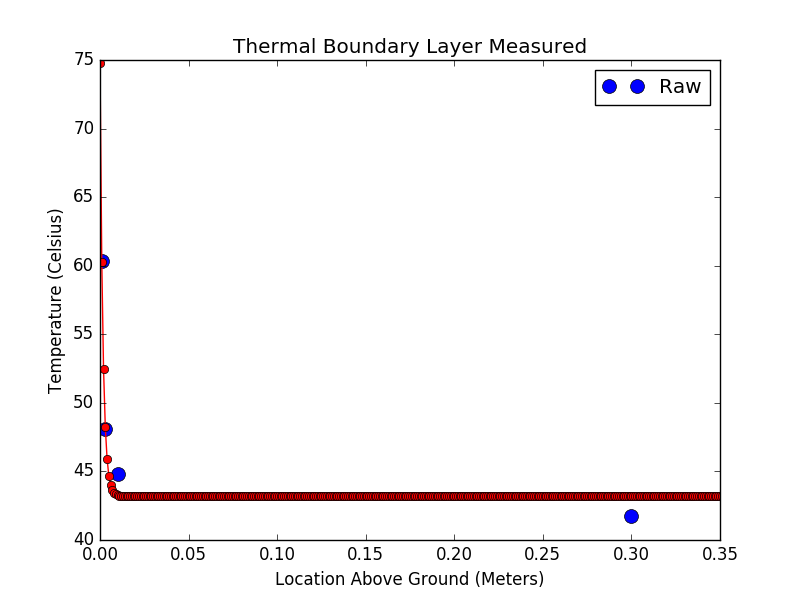 Thermal Boundary Layer Measured
Raw
75
70
65
60
55
50
45
40
Temperature (Celsius)
0.00 0.05 0.10 0.15 0.20 0.25 0.30 0.35
Location Above Ground (Meters)